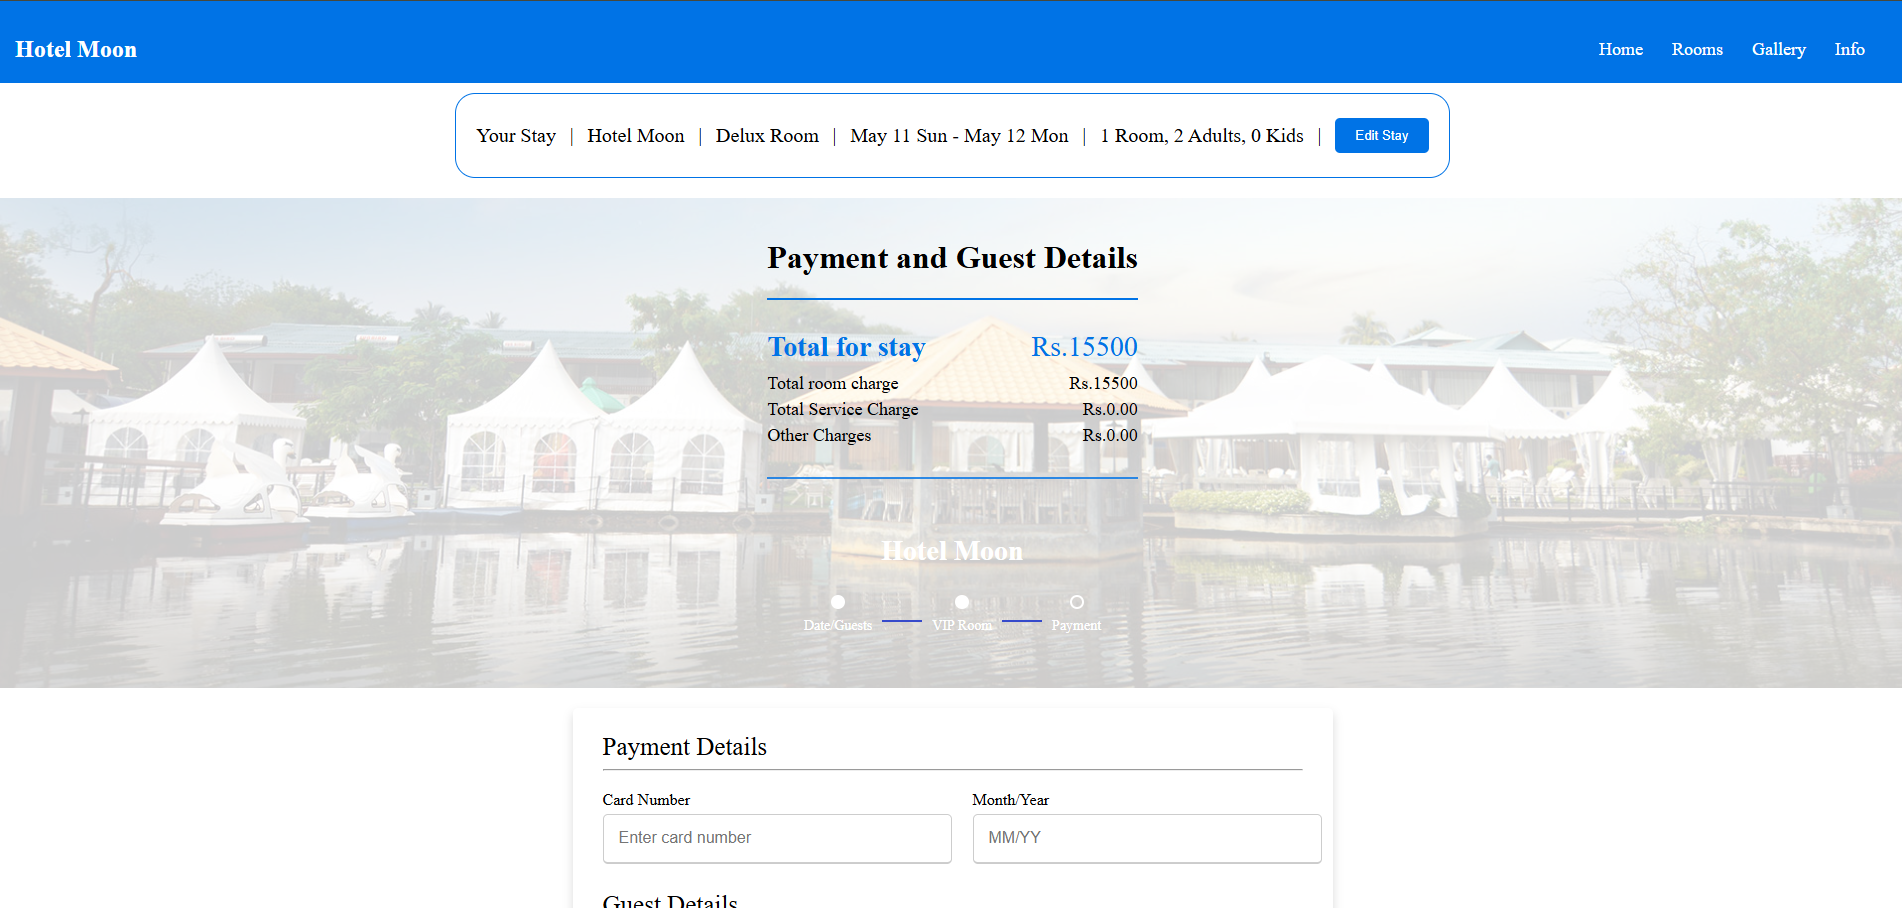 Hotel Moon Home Rooms Gallery Info
Your Stay | Hotel Moon | Delux Room | May 11 Sun - May 12 Mon | 1 Room, 2 Adults, 0 Kids | Edit Stay
Payment and Guest Details
Total for stay Rs.15500
Total room charge Rs.15500
Total Service Charge Rs.0.00
Other Charges Rs.0.00
Hotel Moon
Date/Guests VIP Room Payment
Payment Details
Card Number Month/Year
Enter card number MM/YY
Guest Details